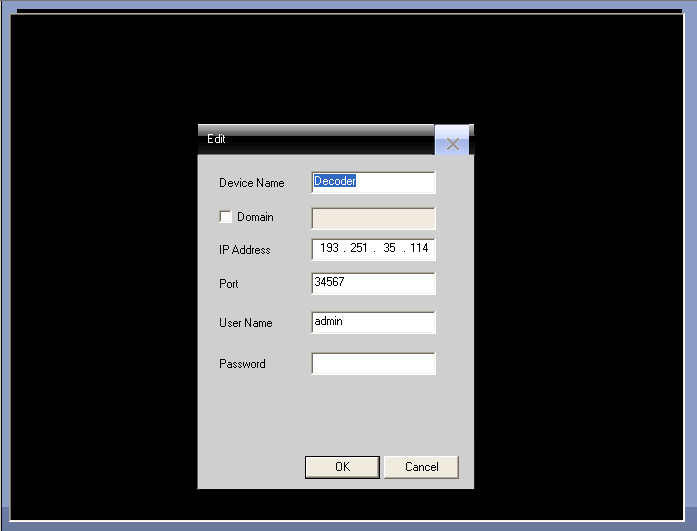 Edit
Device Name Decoder
Domain
IP Address 193 . 251 . 35 . 114
Port 34567
User Name admin
Password
OK Cancel